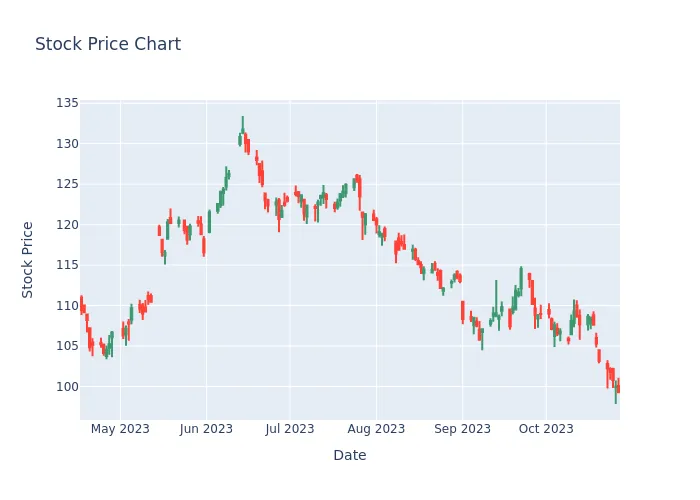 Stock Price Chart
135
130
125
120
115
110
105
100
Stock Price
May 2023
Jun 2023
Jul 2023
Aug 2023
Sep 2023
Oct 2023
Date